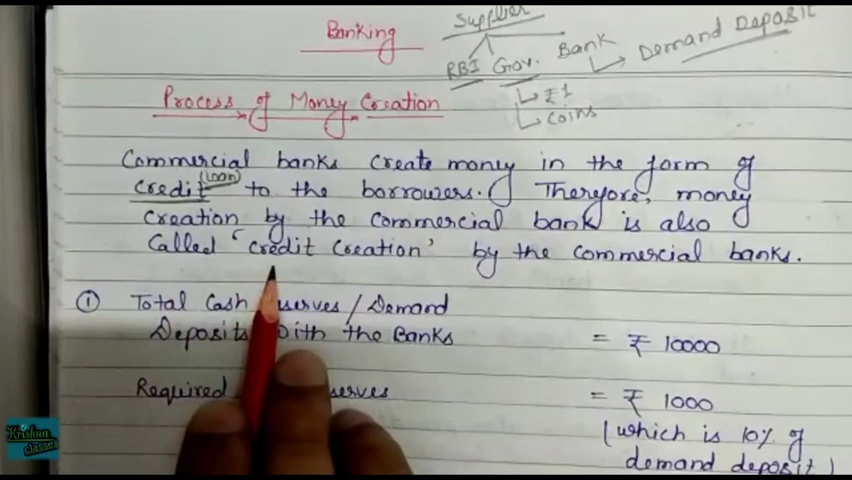 Banking
Supplier
RBI Gov. Bank
Demand Deposit
₹1
coins
Process of Money Creation
Commercial banks create money in the form of
credit (loan) to the borrowers. Therefore, money
creation by the commercial bank is also
Called 'credit creation' by the commercial banks.
① Total Cash / Demand
Deposits with the Banks = ₹ 10000
Required = ₹ 1000
(which is 10% of
demand deposit)
Krishna
classes